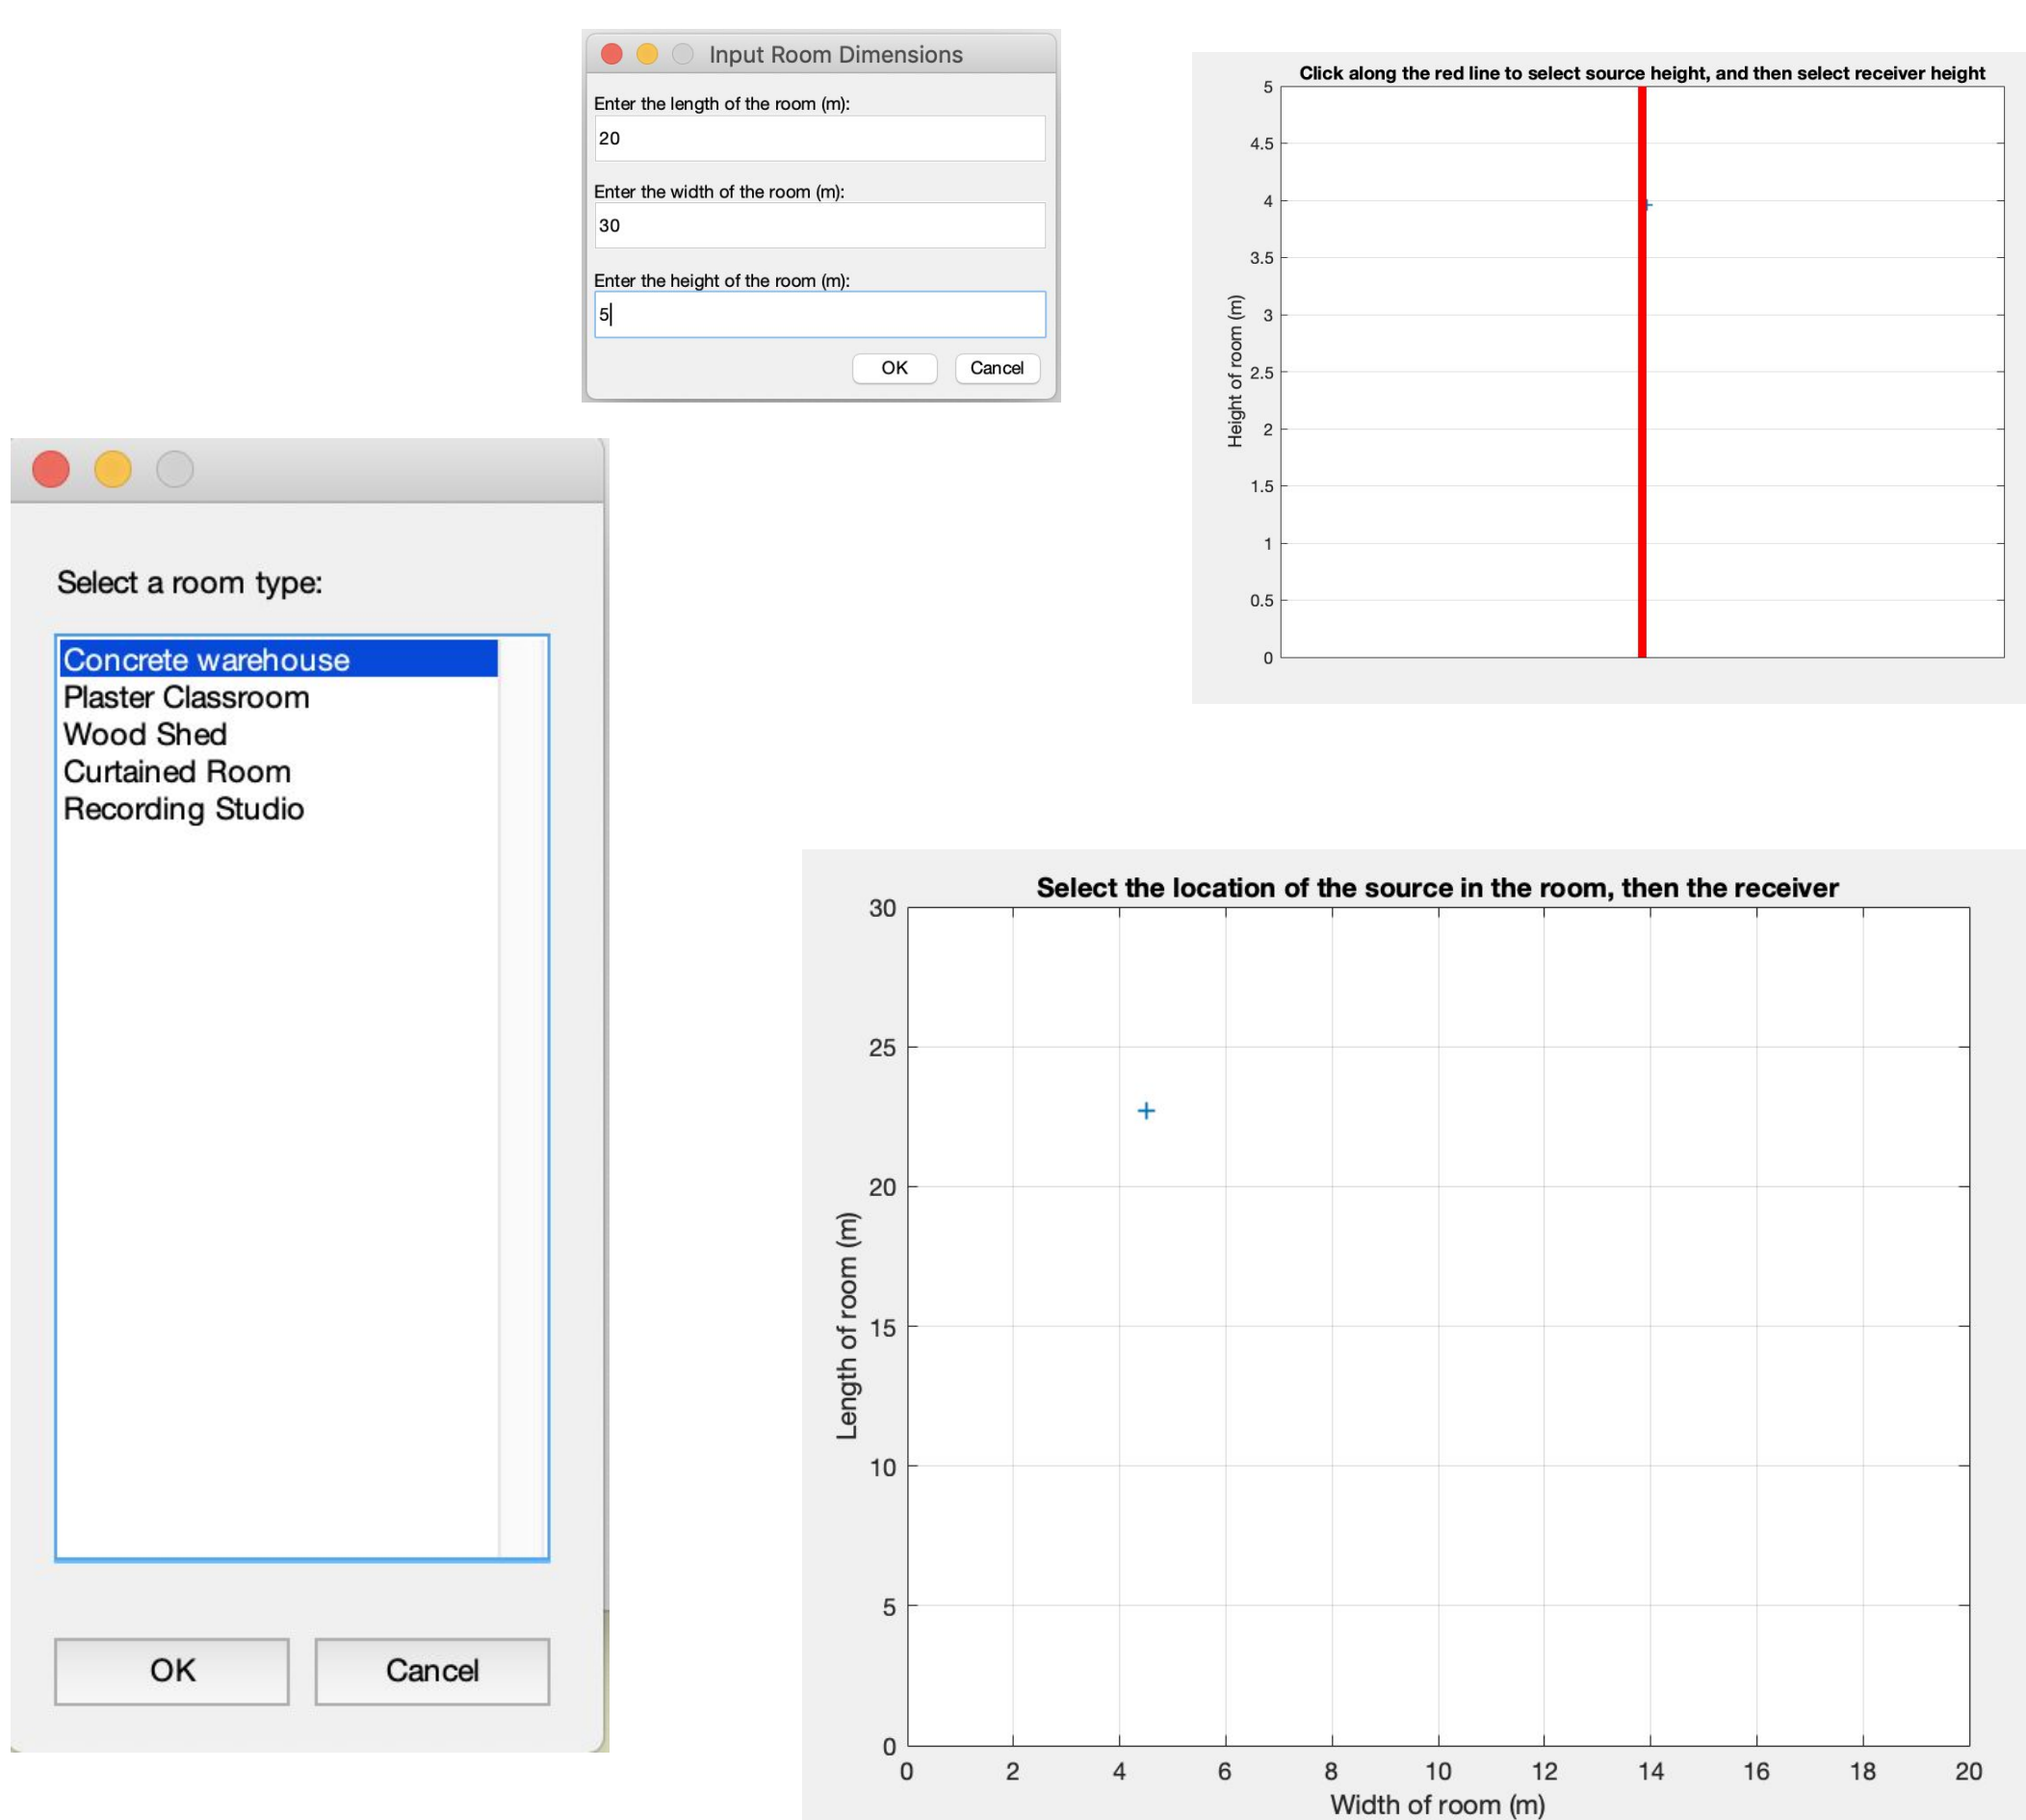 Input Room Dimensions
Enter the length of the room (m):
20
Enter the width of the room (m):
30
Enter the height of the room (m):
5
OK Cancel
Click along the red line to select source height, and then select receiver height
5
4.5
4
3.5
3
2.5
2
1.5
1
0.5
0
Height of room (m)
Select a room type:
Concrete warehouse
Plaster Classroom
Wood Shed
Curtained Room
Recording Studio
OK Cancel
Select the location of the source in the room, then the receiver
30
25
20
15
10
5
0
Length of room (m)
0 2 4 6 8 10 12 14 16 18 20
Width of room (m)